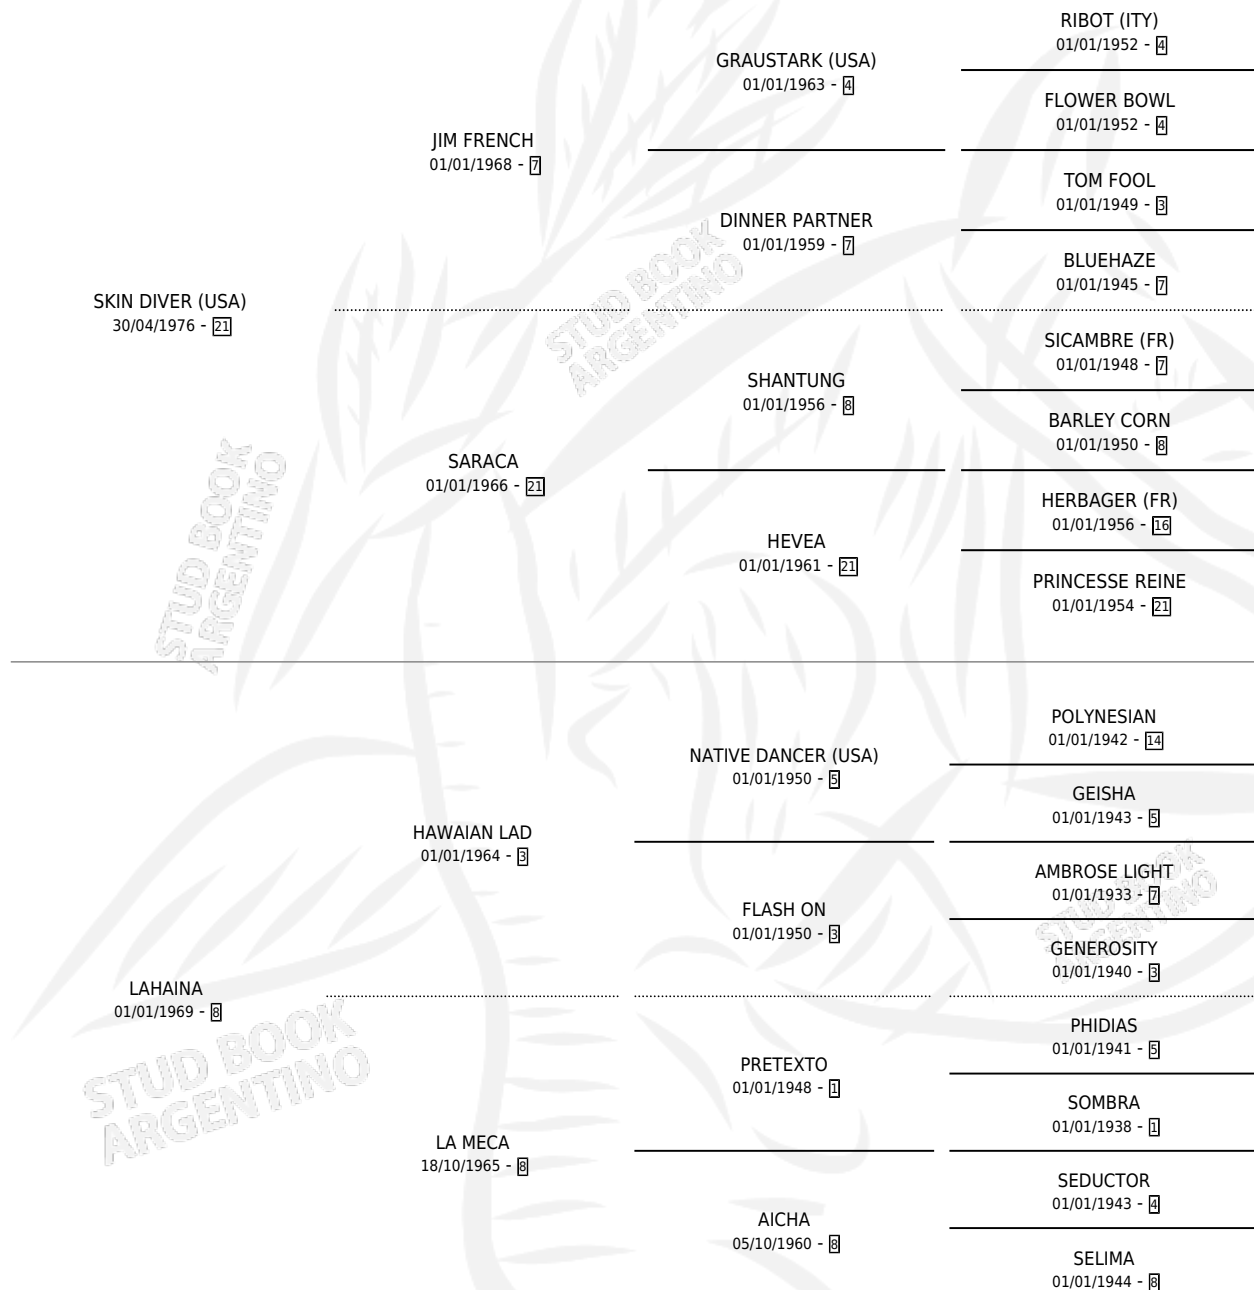 RIBOT (ITY)
01/01/1952 - 4
GRAUSTARK (USA)
01/01/1963 - 4
FLOWER BOWL
01/01/1952 - 4
JIM FRENCH
01/01/1968 - 7
TOM FOOL
01/01/1949 - 3
DINNER PARTNER
01/01/1959 - 7
BLUEHAZE
01/01/1945 - 7
SKIN DIVER (USA)
30/04/1976 - 21
SICAMBRE (FR)
01/01/1948 - 7
SHANTUNG
01/01/1956 - 8
BARLEY CORN
01/01/1950 - 8
SARACA
01/01/1966 - 21
HERBAGER (FR)
01/01/1956 - 16
HEVEA
01/01/1961 - 21
PRINCESSE REINE
01/01/1954 - 21
POLYNESIAN
01/01/1942 - 14
NATIVE DANCER (USA)
01/01/1950 - 5
GEISHA
01/01/1943 - 5
HAWAIAN LAD
01/01/1964 - 3
AMBROSE LIGHT
01/01/1933 - 7
FLASH ON
01/01/1950 - 3
GENEROSITY
01/01/1940 - 3
LAHAINA
01/01/1969 - 8
PHIDIAS
01/01/1941 - 5
PRETEXTO
01/01/1948 - 1
SOMBRA
01/01/1938 - 1
LA MECA
18/10/1965 - 8
SEDUCTOR
01/01/1943 - 4
AICHA
05/10/1960 - 8
SELIMA
01/01/1944 - 8
STUD BOOK
ARGENTINO
STUD BOOK
ARGENTINO
STUD BOOK
ARGENTINO
STUD BOOK
ARGENTINO